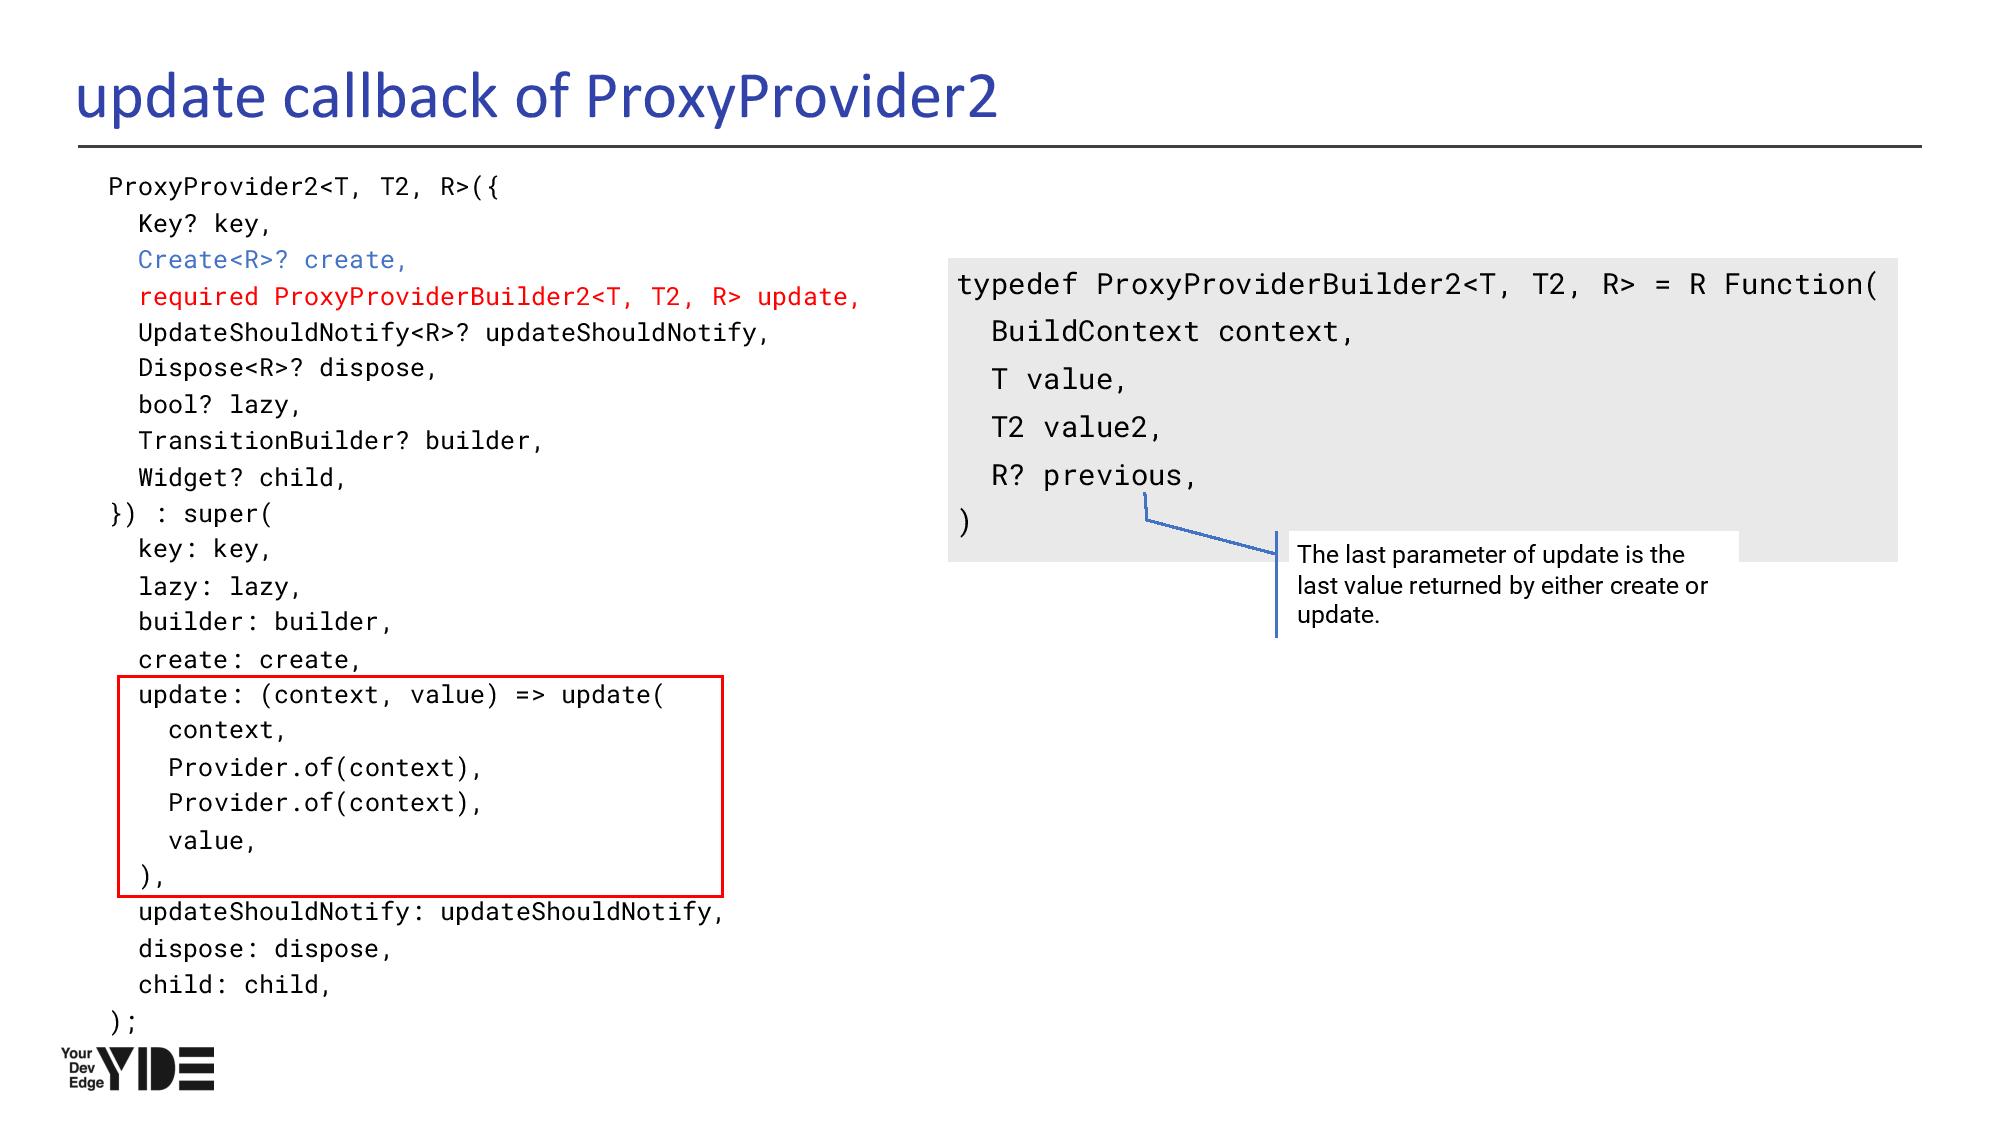 update callback of ProxyProvider2
ProxyProvider2<T, T2, R>({
  Key? key,
  Create<R>? create,
  required ProxyProviderBuilder2<T, T2, R> update,
  UpdateShouldNotify<R>? updateShouldNotify,
  Dispose<R>? dispose,
  bool? lazy,
  TransitionBuilder? builder,
  Widget? child,
}) : super(
  key: key,
  lazy: lazy,
  builder: builder,
  create: create,
  update: (context, value) => update(
    context,
    Provider.of(context),
    Provider.of(context),
    value,
  ),
  updateShouldNotify: updateShouldNotify,
  dispose: dispose,
  child: child,
);
typedef ProxyProviderBuilder2<T, T2, R> = R Function(
  BuildContext context,
  T value,
  T2 value2,
  R? previous,
)
The last parameter of update is the
last value returned by either create or
update.
Your
Dev
Edge
YDE